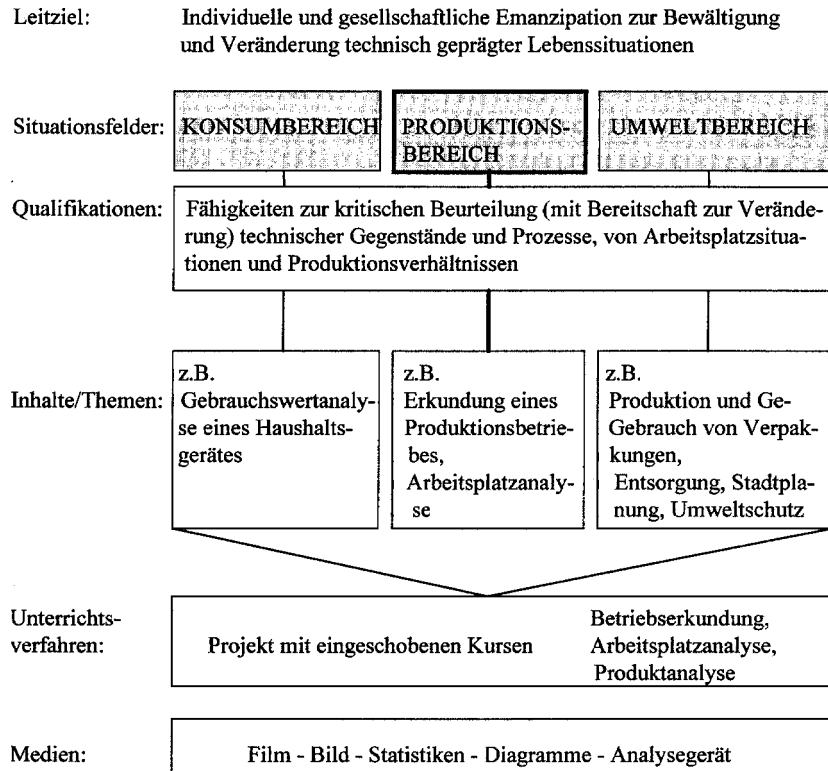 Leitziel: Individuelle und gesellschaftliche Emanzipation zur Bewältigung
und Veränderung technisch geprägter Lebenssituationen
Situationsfelder: KONSUMBEREICH PRODUKTIONS- UMWELTBEREICH
BEREICH
Qualifikationen: Fähigkeiten zur kritischen Beurteilung (mit Bereitschaft zur Verände-
rung) technischer Gegenstände und Prozesse, von Arbeitsplatzsitua-
tionen und Produktionsverhältnissen
Inhalte/Themen:
z.B.
Gebrauchswertanaly-
se eines Haushalts-
gerätes
z.B.
Erkundung eines
Produktionsbetrie-
bes,
Arbeitsplatzanaly-
se
z.B.
Produktion und Ge-
Gebrauch von Verpak-
kungen,
Entsorgung, Stadtpla-
nung, Umweltschutz
Unterrichts-
verfahren:
Projekt mit eingeschobenen Kursen
Betriebserkundung,
Arbeitsplatzanalyse,
Produktanalyse
Medien: Film - Bild - Statistiken - Diagramme - Analysegerät